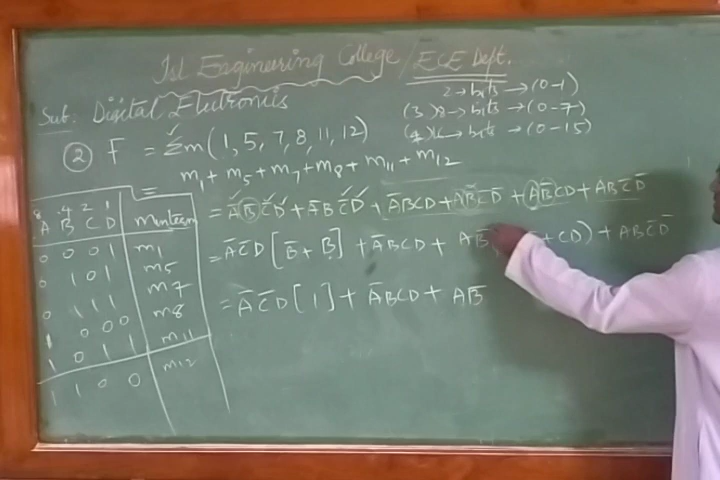 Engineering College / ECE Dept.
Sub: Digital Electronis
2 → bits → (0-1)
(3) 8 → bits → (0-7)
(4) 16 → bits → (0-15)
② F = Σm (1, 5, 7, 8, 11, 12)
= m₁ + m₅ + m₇ + m₈ + m₁₁ + m₁₂
= A̅B̅C̅D + A̅BC̅D + A̅BCD + AB̅C̅D̅ + AB̅CD + ABC̅D̅
= A̅C̅D [B̅ + B] + A̅BCD + AB̅ + CD) + ABC̅D̅
= A̅C̅D [1] + A̅BCD + AB̅
8 4 2 1
A B C D minterm
0 0 0 1 m₁
0 1 0 1 m₅
0 1 1 1 m₇
1 0 0 0 m₈
1 0 1 1 m₁₁
1 1 0 0 m₁₂